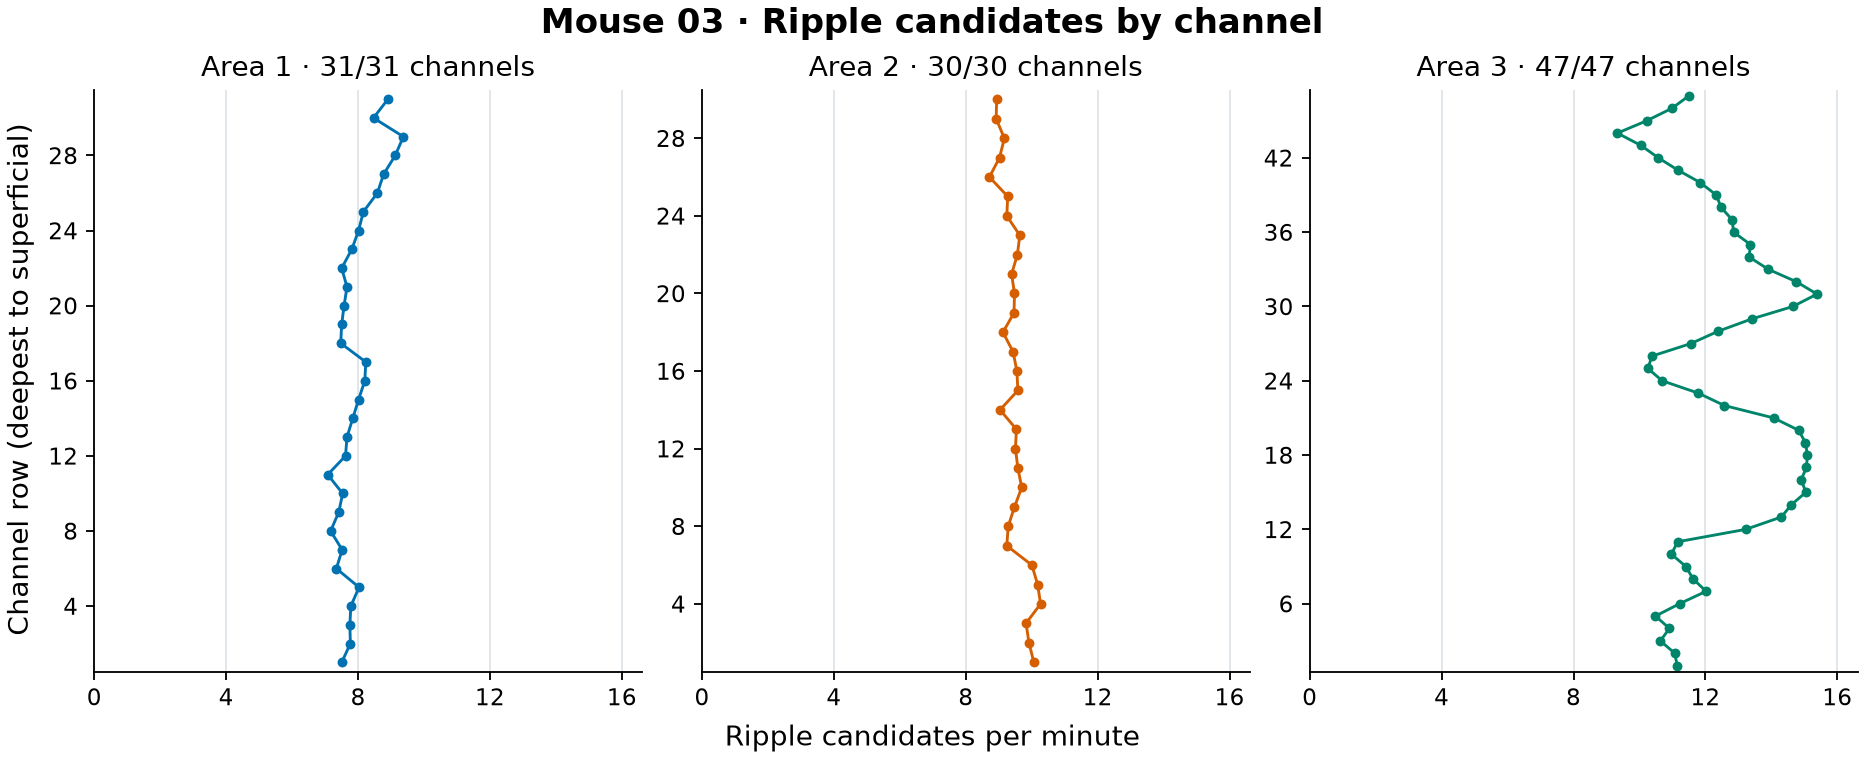 Mouse 03 · Ripple candidates by channel
Area 1 · 31/31 channels
Area 2 · 30/30 channels
Area 3 · 47/47 channels
Channel row (deepest to superficial)
28
24
20
16
12
8
4
0 4 8 12 16
28
24
20
16
12
8
4
0 4 8 12 16
42
36
30
24
18
12
6
0 4 8 12 16
Ripple candidates per minute